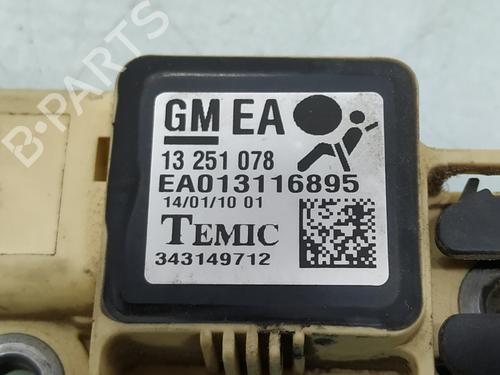 B-PARTS
GM EA
13 251 078
EA013116895
14/01/10 01
TEMIC
343149712